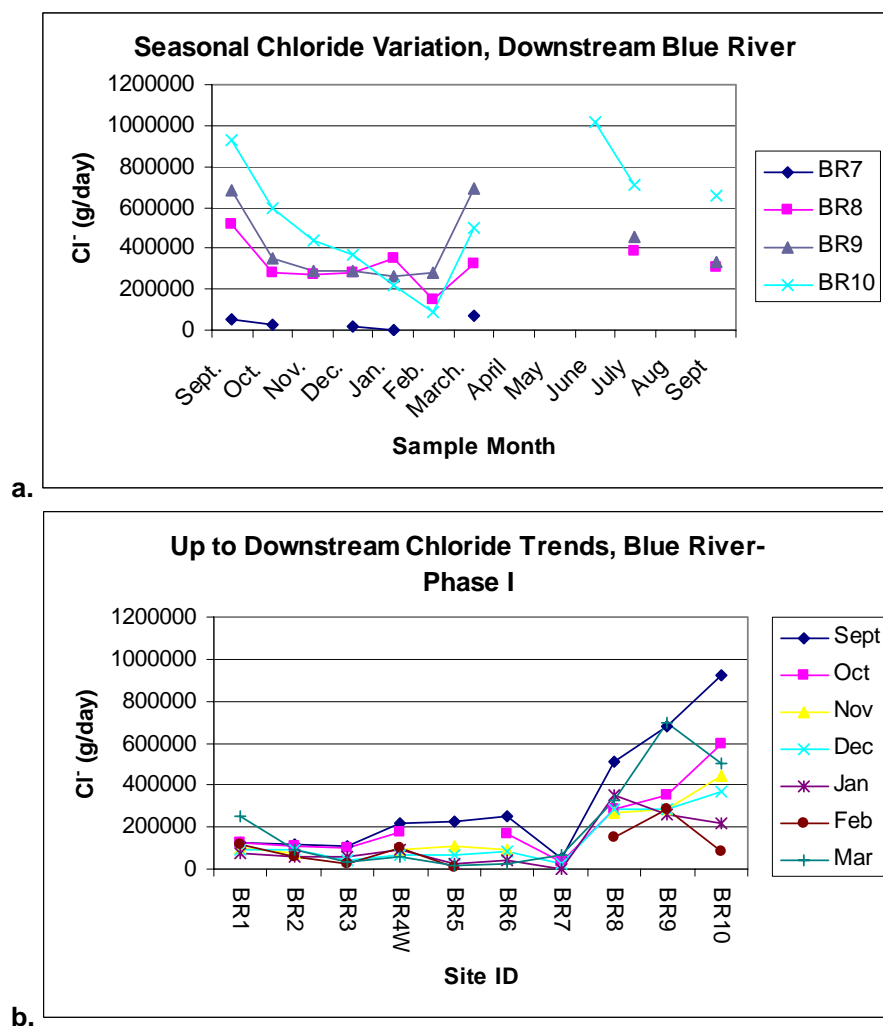 Seasonal Chloride Variation, Downstream Blue River
1200000
1000000
800000
600000
400000
200000
0
Cl⁻ (g/day)
Sept.
Oct.
Nov.
Dec.
Jan.
Feb.
March.
April
May
June
July
Aug
Sept
Sample Month
BR7
BR8
BR9
BR10
a.
Up to Downstream Chloride Trends, Blue River-
Phase I
1200000
1000000
800000
600000
400000
200000
0
Cl⁻ (g/day)
BR1
BR2
BR3
BR4W
BR5
BR6
BR7
BR8
BR9
BR10
Site ID
Sept
Oct
Nov
Dec
Jan
Feb
Mar
b.